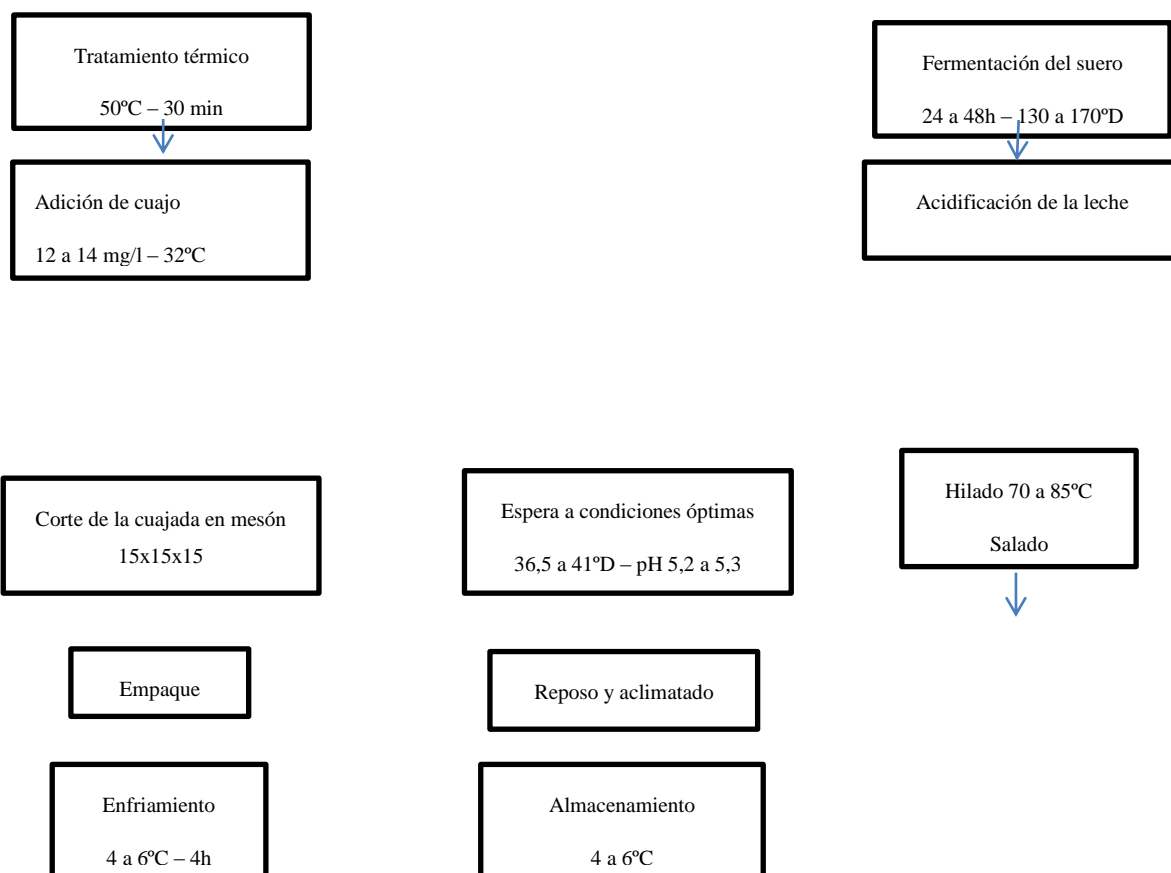 Tratamiento térmico
50ºC – 30 min
Fermentación del suero
24 a 48h – 130 a 170ºD
Adición de cuajo
12 a 14 mg/l – 32ºC
Acidificación de la leche
Corte de la cuajada en mesón
15x15x15
Espera a condiciones óptimas
36,5 a 41ºD – pH 5,2 a 5,3
Hilado 70 a 85ºC
Salado
Empaque
Reposo y aclimatado
Enfriamiento
4 a 6ºC – 4h
Almacenamiento
4 a 6ºC